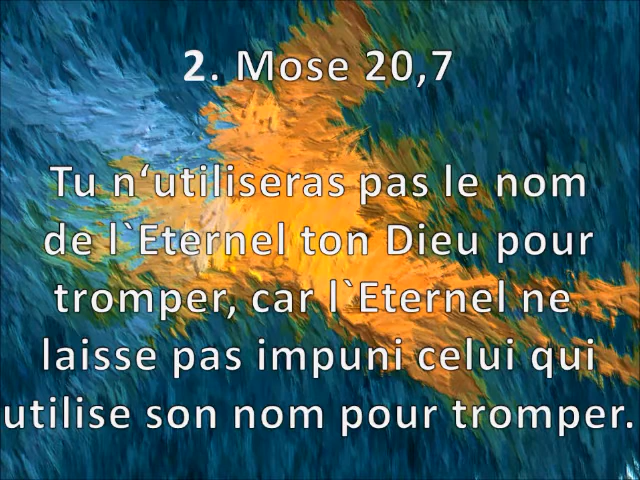 2. Mose 20,7
Tu n‘utiliseras pas le nom
de l`Eternel ton Dieu pour
tromper, car l`Eternel ne
laisse pas impuni celui qui
utilise son nom pour tromper.